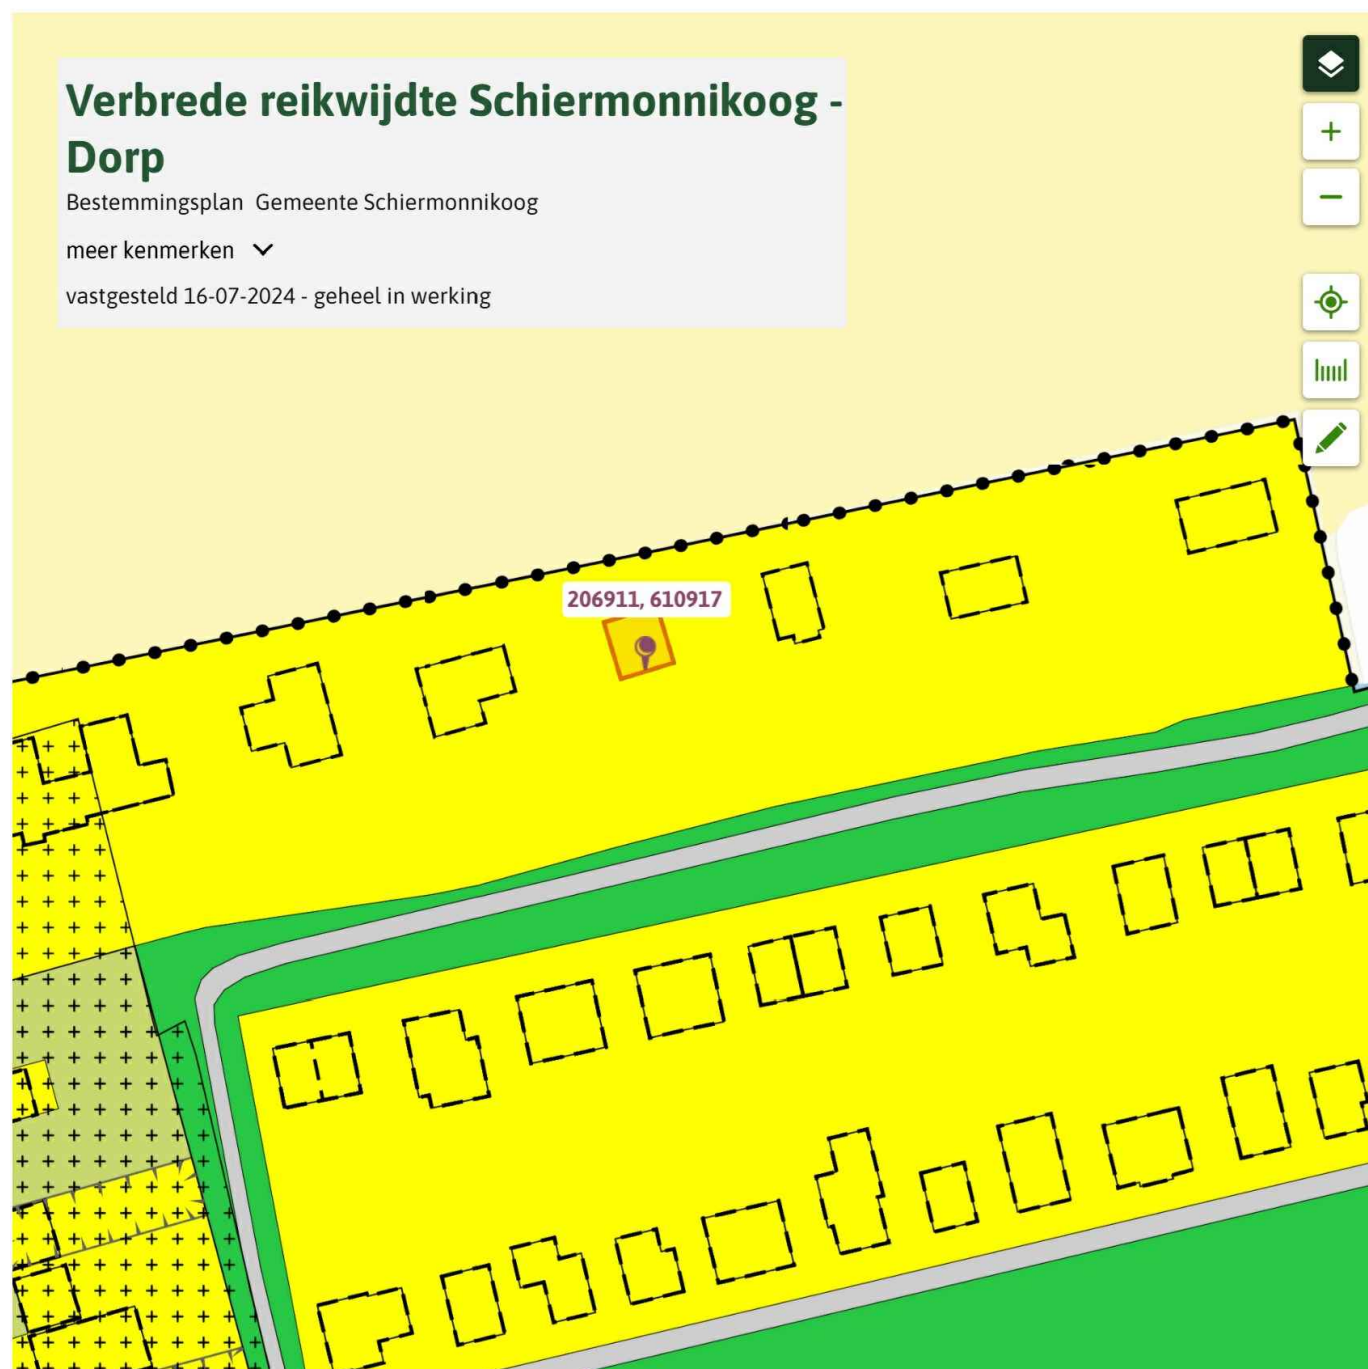 Verbrede reikwijdte Schiermonnikoog -
Dorp
Bestemmingsplan Gemeente Schiermonnikoog
meer kenmerken
vastgesteld 16-07-2024 - geheel in werking
206911, 610917